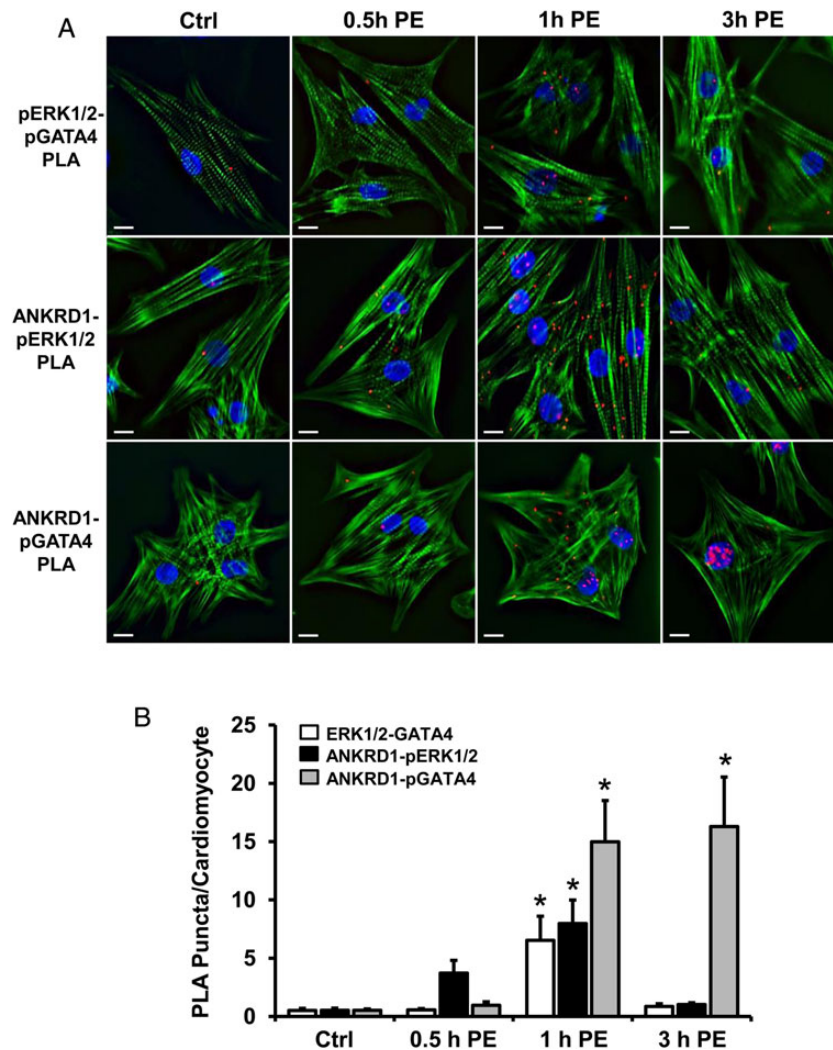 A
Ctrl 0.5h PE 1h PE 3h PE
pERK1/2-
pGATA4
PLA
ANKRD1-
pERK1/2
PLA
ANKRD1-
pGATA4
PLA
B
PLA Puncta/Cardiomyocyte
25
20
15
10
5
0
ERK1/2-GATA4
ANKRD1-pERK1/2
ANKRD1-pGATA4
* * * *
Ctrl 0.5 h PE 1 h PE 3 h PE